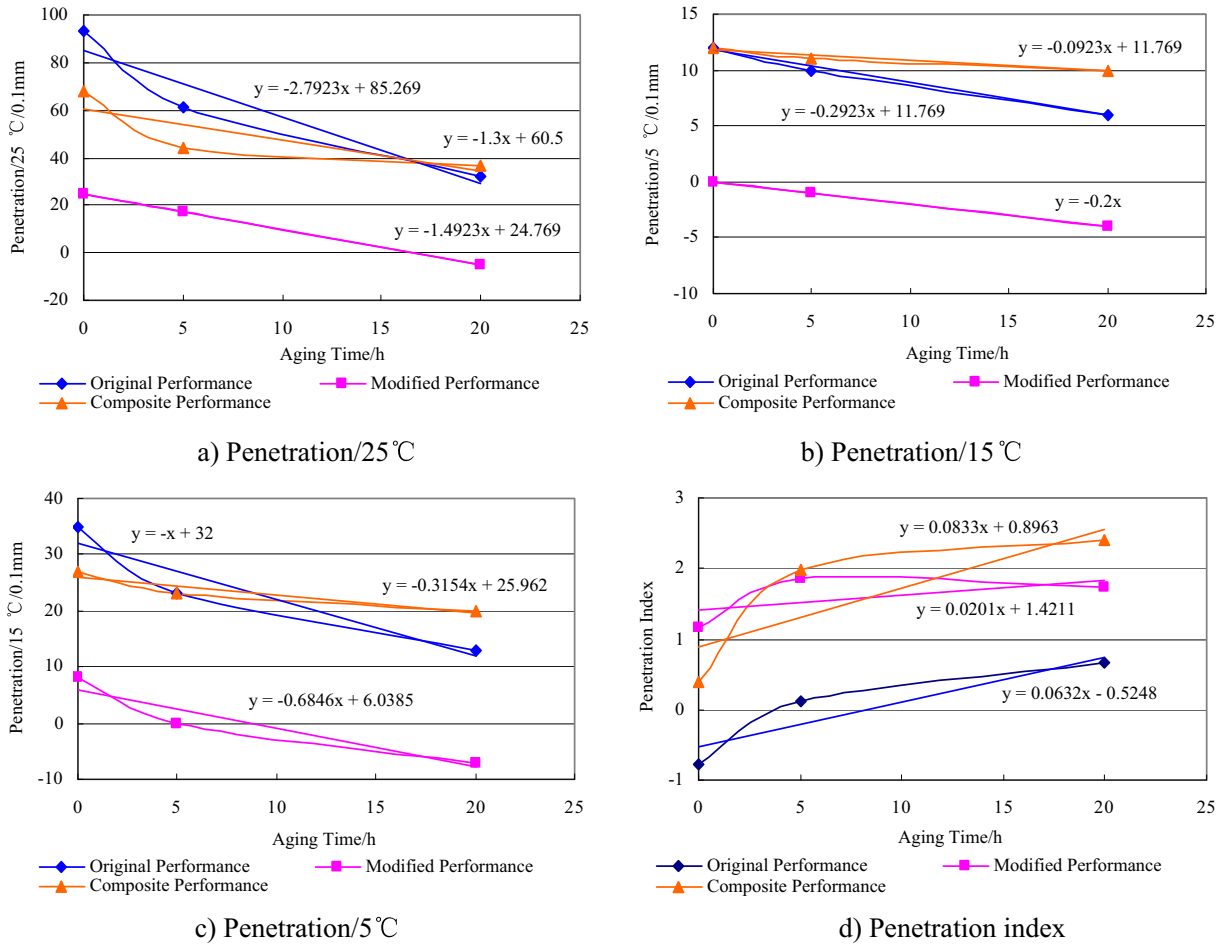 100
80
60
40
20
0
-20
Penetration/25 ℃/0.1mm
y = -2.7923x + 85.269
y = -1.3x + 60.5
y = -1.4923x + 24.769
0 5 10 15 20 25
Aging Time/h
Original Performance Modified Performance
Composite Performance
a) Penetration/25℃
15
10
5
0
-5
-10
Penetration/5 ℃/0.1mm
y = -0.0923x + 11.769
y = -0.2923x + 11.769
y = -0.2x
0 5 10 15 20 25
Aging Time/h
Original Performance Modified Performance
Composite Performance
b) Penetration/15℃
40
30
20
10
0
-10
Penetration/15 ℃/0.1mm
y = -x + 32
y = -0.3154x + 25.962
y = -0.6846x + 6.0385
0 5 10 15 20 25
Aging Time/h
Original Performance Modified Performance
Composite Performance
c) Penetration/5℃
3
2
1
0
-1
Penetration Index
y = 0.0833x + 0.8963
y = 0.0201x + 1.4211
y = 0.0632x - 0.5248
0 5 10 15 20 25
Aging Time/h
Original Performance Modified Performance
Composite Performance
d) Penetration index